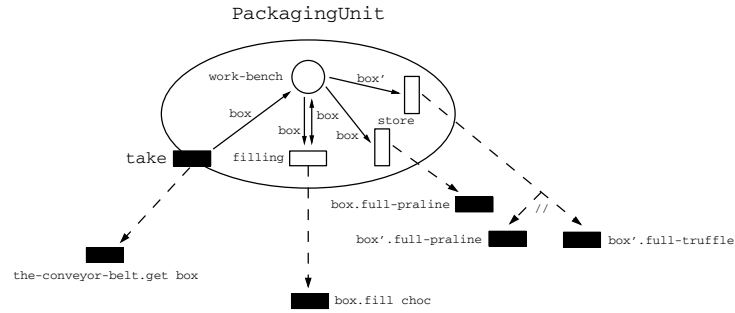 PackagingUnit
work-bench
box'
box
box
box
store
box
take
filling
box.full-praline
//
box'.full-praline
box'.full-truffle
the-conveyor-belt.get box
box.fill choc